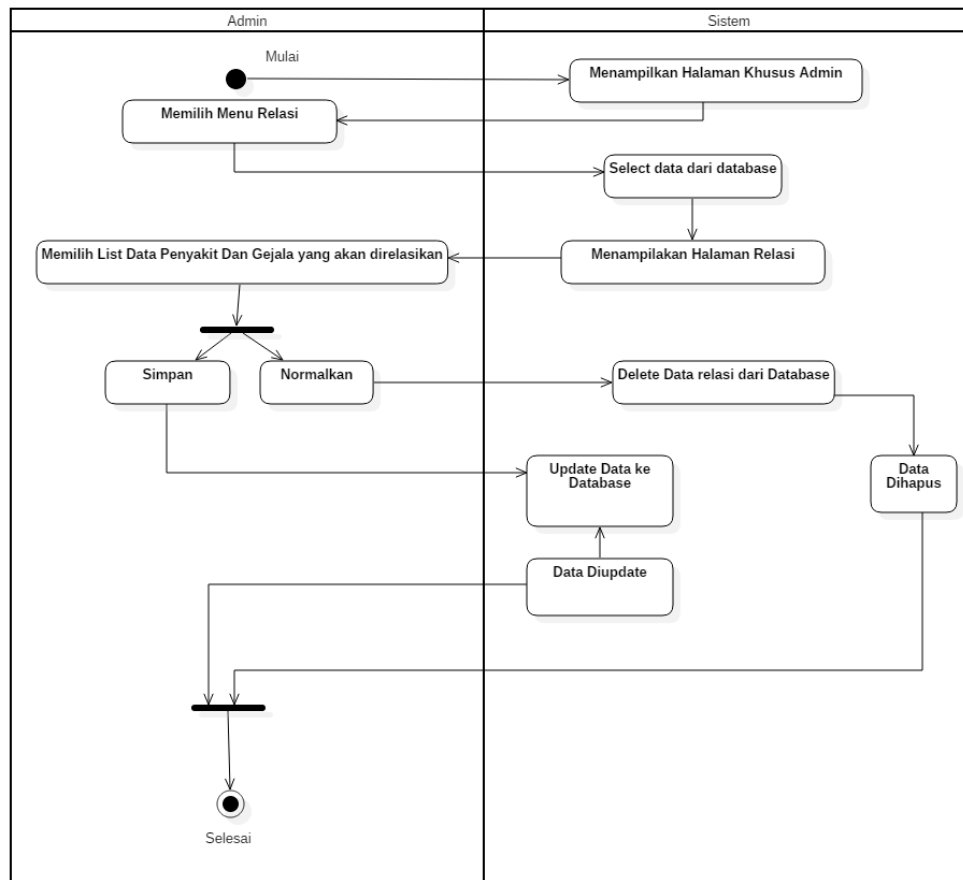 Admin
Sistem
Mulai
Menampilkan Halaman Khusus Admin
Memilih Menu Relasi
Select data dari database
Memilih List Data Penyakit Dan Gejala yang akan direlasikan
Menampilakan Halaman Relasi
Simpan
Normalkan
Delete Data relasi dari Database
Update Data ke
Database
Data
Dihapus
Data Diupdate
Selesai